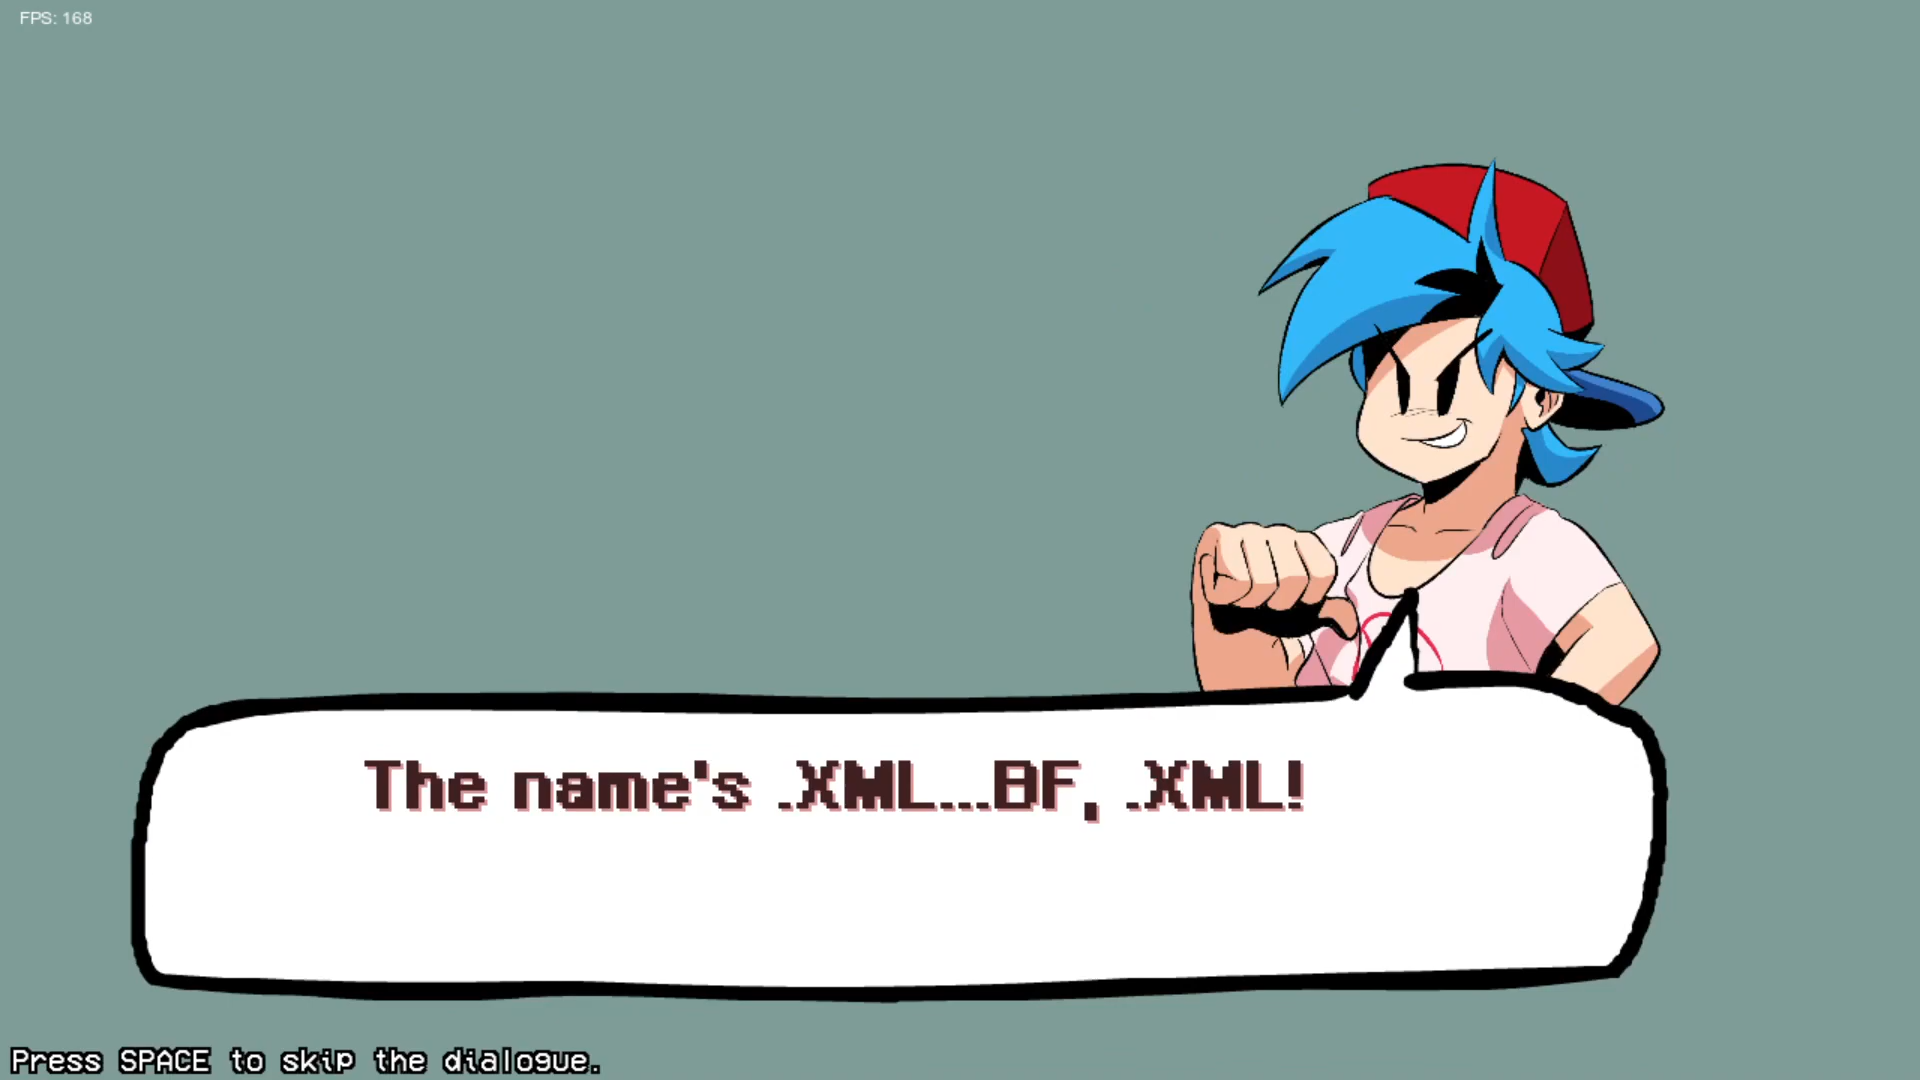 FPS: 168
The name's .XML...BF, .XML!
Press SPACE to skip the dialogue.